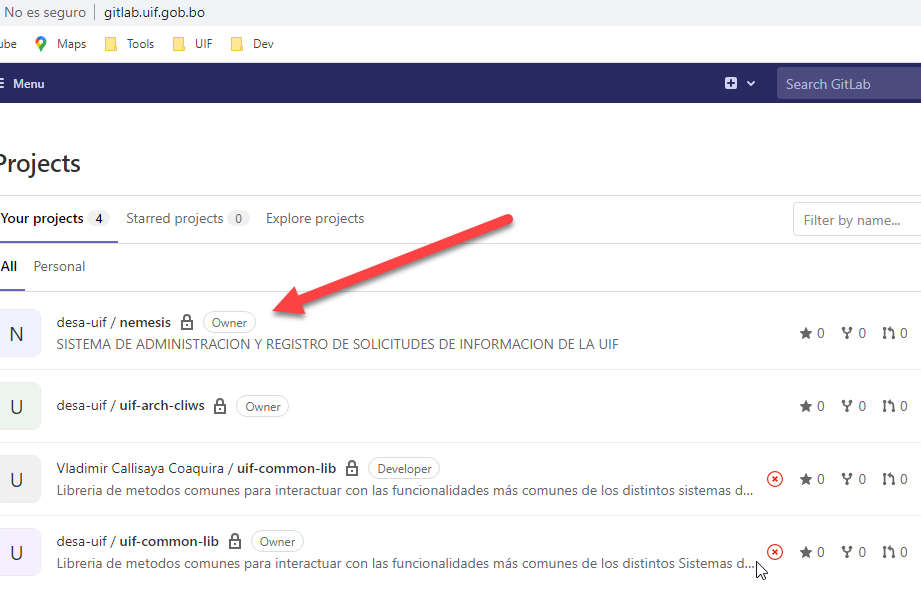 No es seguro | gitlab.uif.gob.bo
ube Maps Tools UIF Dev
Menu Search GitLab
Projects
Your projects 4 Starred projects 0 Explore projects Filter by name...
All Personal
N desa-uif / nemesis Owner 0 0 0
SISTEMA DE ADMINISTRACION Y REGISTRO DE SOLICITUDES DE INFORMACION DE LA UIF
U desa-uif / uif-arch-cliws Owner 0 0 0
U Vladimir Callisaya Coaquira / uif-common-lib Developer 0 0 0
Libreria de metodos comunes para interactuar con las funcionalidades más comunes de los distintos sistemas d...
U desa-uif / uif-common-lib Owner 0 0 0
Libreria de metodos comunes para interactuar con las funcionalidades más comunes de los distintos Sistemas d...